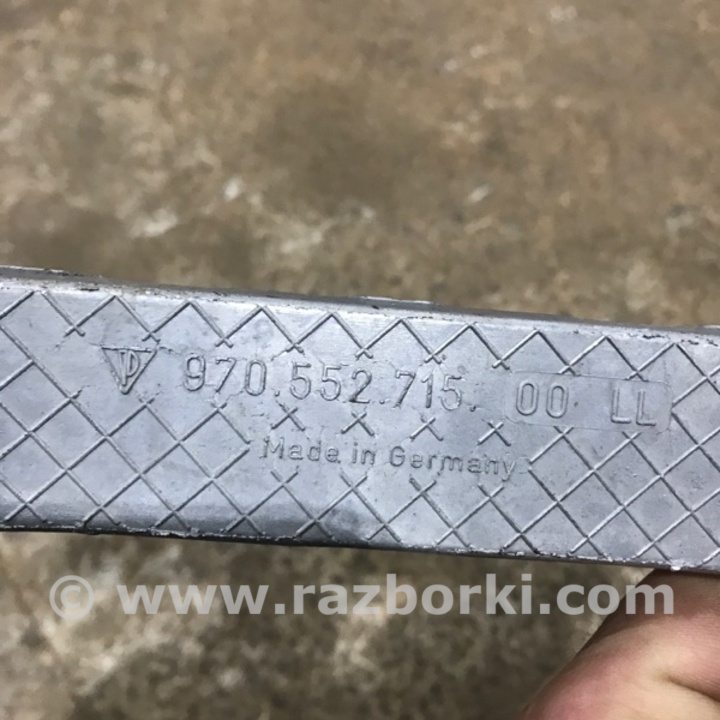 970.552.715. 00 LL
Made in Germany
© www.razborki.com